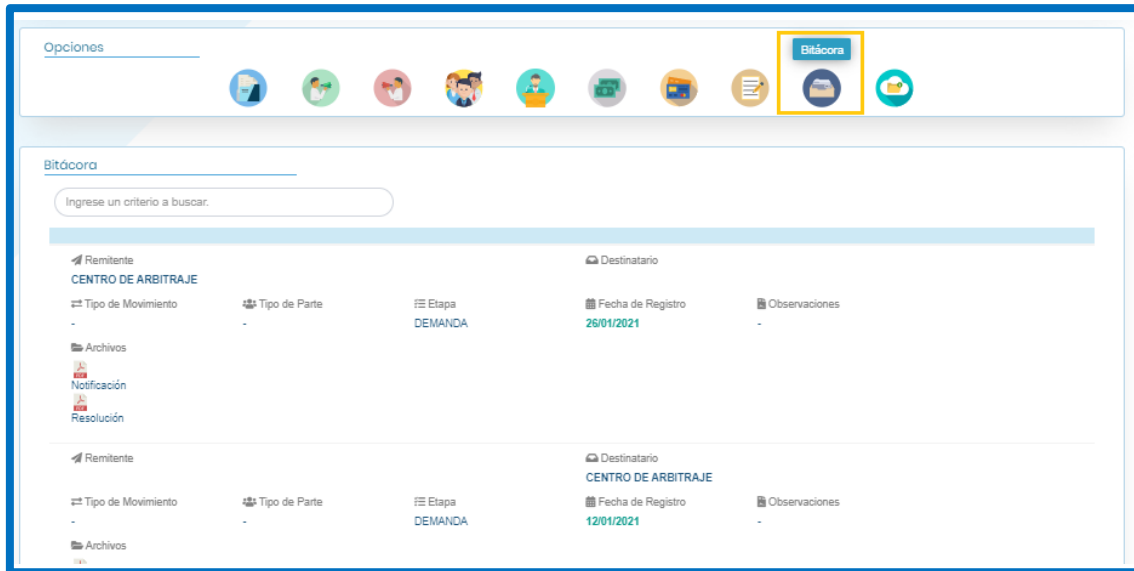 Opciones
Bitácora
Bitácora
Ingrese un criterio a buscar.
Remitente Destinatario
CENTRO DE ARBITRAJE
Tipo de Movimiento Tipo de Parte Etapa Fecha de Registro Observaciones
- - DEMANDA 26/01/2021 -
Archivos
Notificación
Resolución
Remitente Destinatario
CENTRO DE ARBITRAJE
Tipo de Movimiento Tipo de Parte Etapa Fecha de Registro Observaciones
- - DEMANDA 12/01/2021 -
Archivos